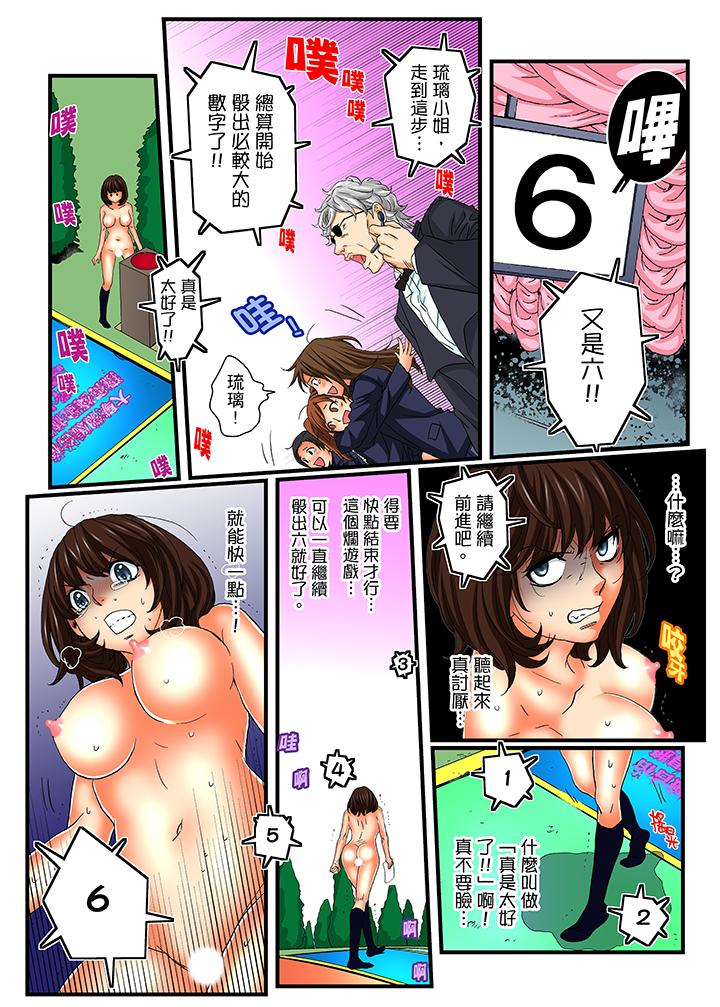 嗶
6
又是六!!
琉璃小姐，
走到這步…
噗
噗
噗
總算開始
骰出必較大的
數字了!!
噗
噗
哇!
琉璃！
噗
真是
太好了!!
噗
噗
噗
噗
噗
…什麼嘛…?
請繼續
前進吧。
咬牙
聽起來
真討厭…
1
什麼叫做
「真是太好
了!!」啊！
真不要臉…
2
得要
快點結束才行…
這個爛遊戲…
可以一直繼續
骰出六就好了。
3
哇
啊
4
啊
啊
5
就能快一點…!
6